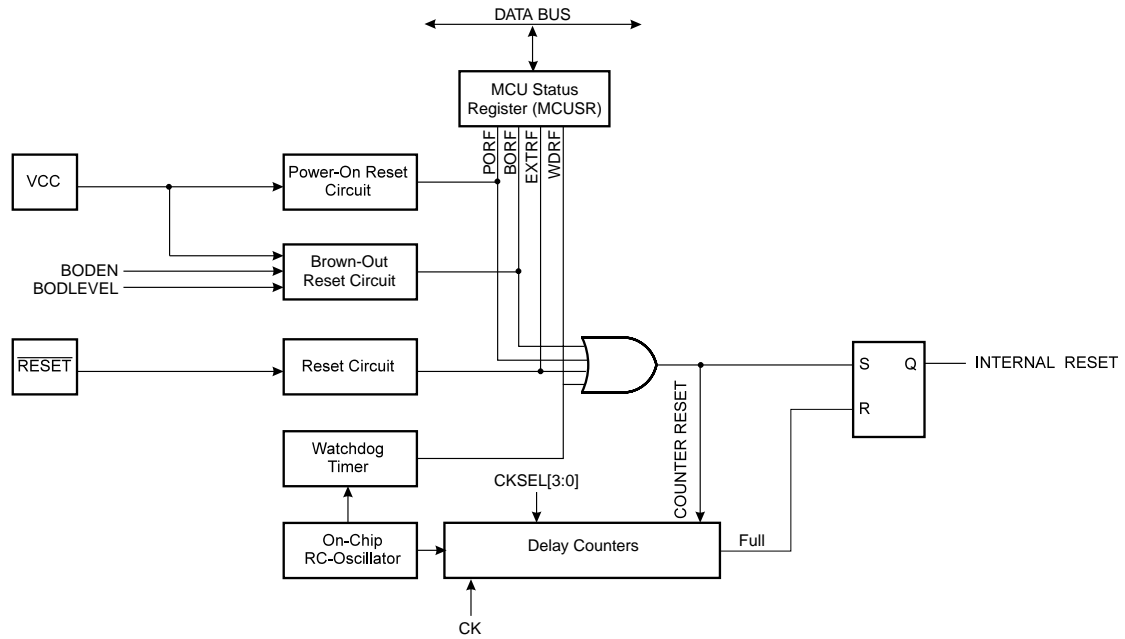 DATA BUS
MCU Status
Register (MCUSR)
PORF
BORF
EXTRF
WDRF
VCC
Power-On Reset
Circuit
Brown-Out
Reset Circuit
BODEN
BODLEVEL
RESET
Reset Circuit
S
Q
INTERNAL RESET
R
Watchdog
Timer
CKSEL[3:0]
COUNTER RESET
On-Chip
RC-Oscillator
Delay Counters
Full
CK